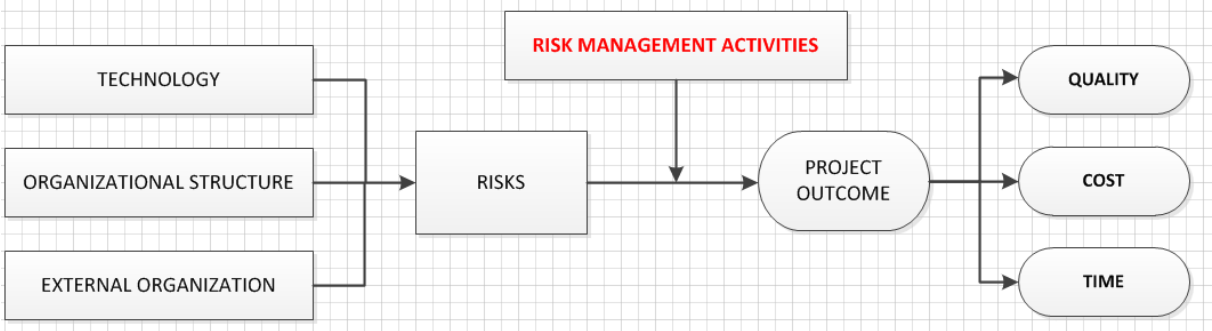 RISK MANAGEMENT ACTIVITIES
TECHNOLOGY
ORGANIZATIONAL STRUCTURE
EXTERNAL ORGANIZATION
RISKS
PROJECT
OUTCOME
QUALITY
COST
TIME